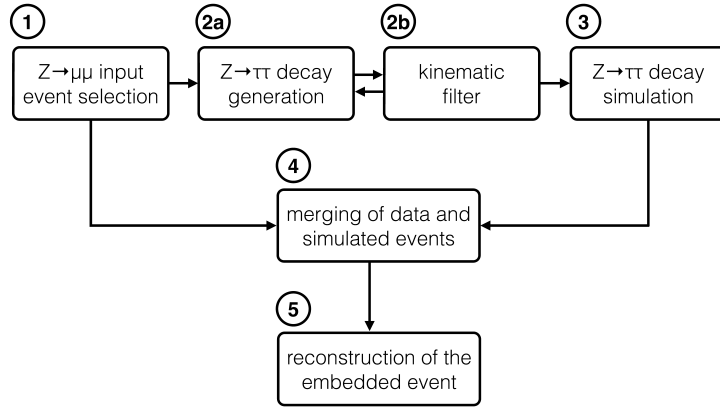 1
2a
2b
3
Z→μμ input
event selection
Z→ττ decay
generation
kinematic
filter
Z→ττ decay
simulation
4
merging of data and
simulated events
5
reconstruction of the
embedded event